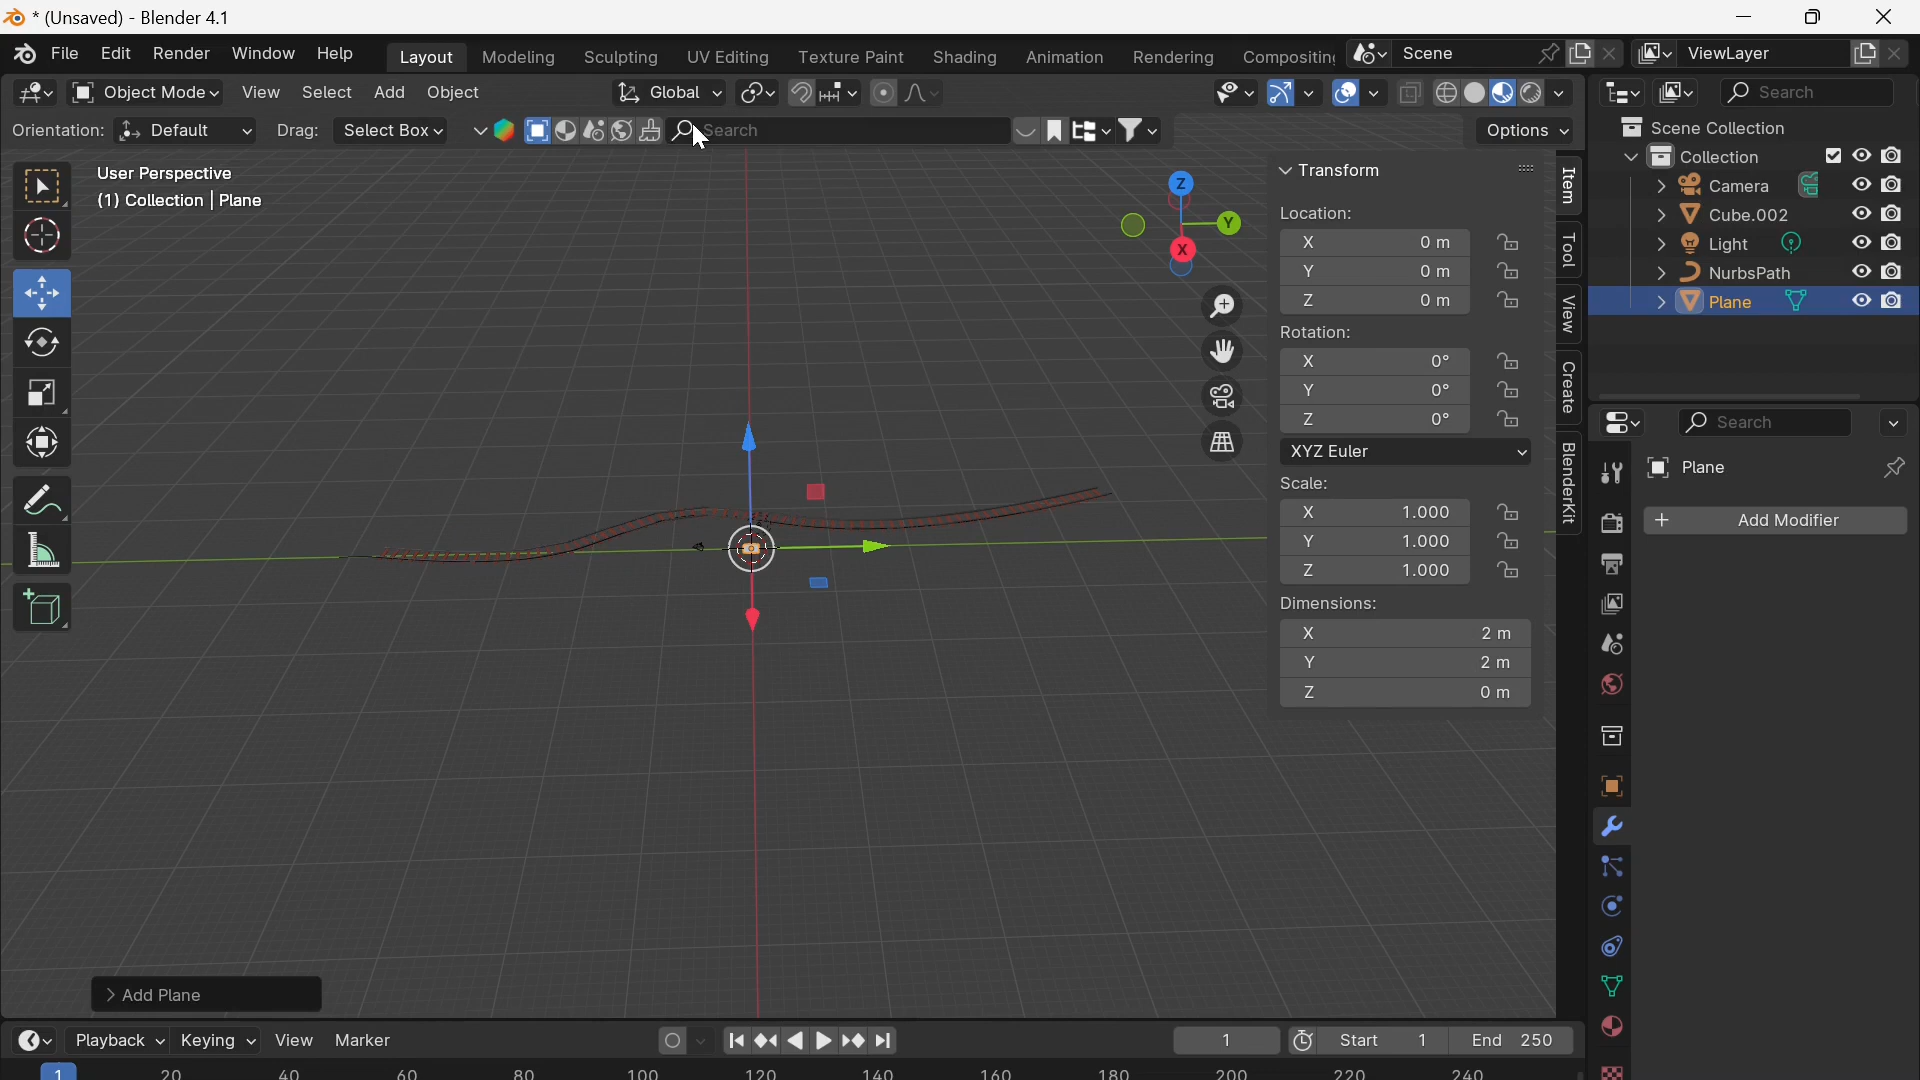 * (Unsaved) - Blender 4.1
File Edit Render Window Help Layout Modeling Sculpting UV Editing Texture Paint Shading Animation Rendering Compositing Scene ViewLayer
Object Mode View Select Add Object Global Search
Orientation: Default Drag: Select Box Search Options
User Perspective
(1) Collection | Plane
Z
Y
X
Transform
Location:
X 0 m
Y 0 m
Z 0 m
Rotation:
X 0°
Y 0°
Z 0°
XYZ Euler
Scale:
X 1.000
Y 1.000
Z 1.000
Dimensions:
X 2 m
Y 2 m
Z 0 m
Item
Tool
View
Create
BlenderKit
Scene Collection
Collection
Camera
Cube.002
Light
NurbsPath
Plane
Search
Plane
+ Add Modifier
> Add Plane
Playback Keying View Marker 1 Start 1 End 250
1 20 40 60 80 100 120 140 160 180 200 220 240